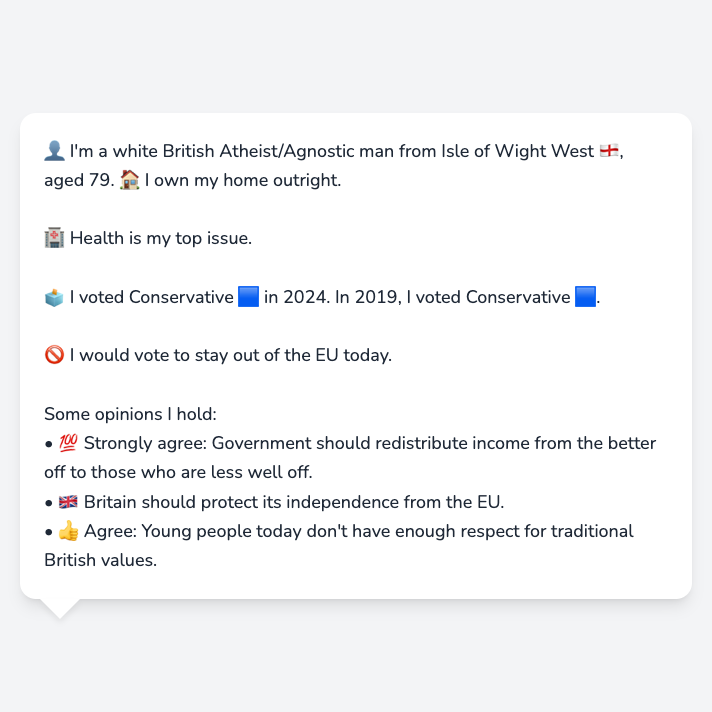 👤 I'm a white British Atheist/Agnostic man from Isle of Wight West 🏴󠁧󠁢󠁥󠁮󠁧󠁿,
aged 79. 🏠 I own my home outright.
🏥 Health is my top issue.
🗳️ I voted Conservative 🟦 in 2024. In 2019, I voted Conservative 🟦.
🚫 I would vote to stay out of the EU today.
Some opinions I hold:
• 💯 Strongly agree: Government should redistribute income from the better
off to those who are less well off.
• 🇬🇧 Britain should protect its independence from the EU.
• 👍 Agree: Young people today don't have enough respect for traditional
British values.